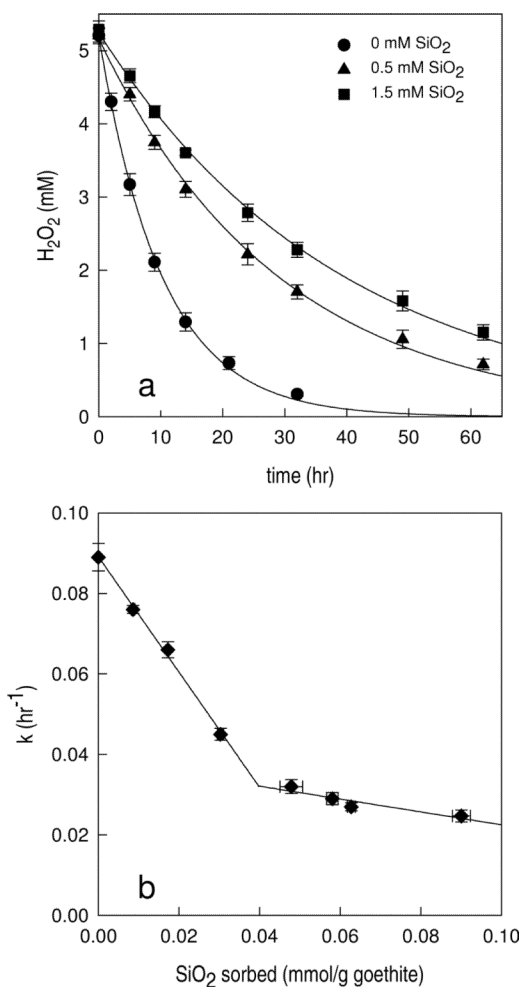 5
4
3
2
1
0
H₂O₂ (mM)
0 mM SiO₂
0.5 mM SiO₂
1.5 mM SiO₂
a
0 10 20 30 40 50 60
time (hr)
0.10
0.08
0.06
0.04
0.02
0.00
k (hr⁻¹)
b
0.00 0.02 0.04 0.06 0.08 0.10
SiO₂ sorbed (mmol/g goethite)